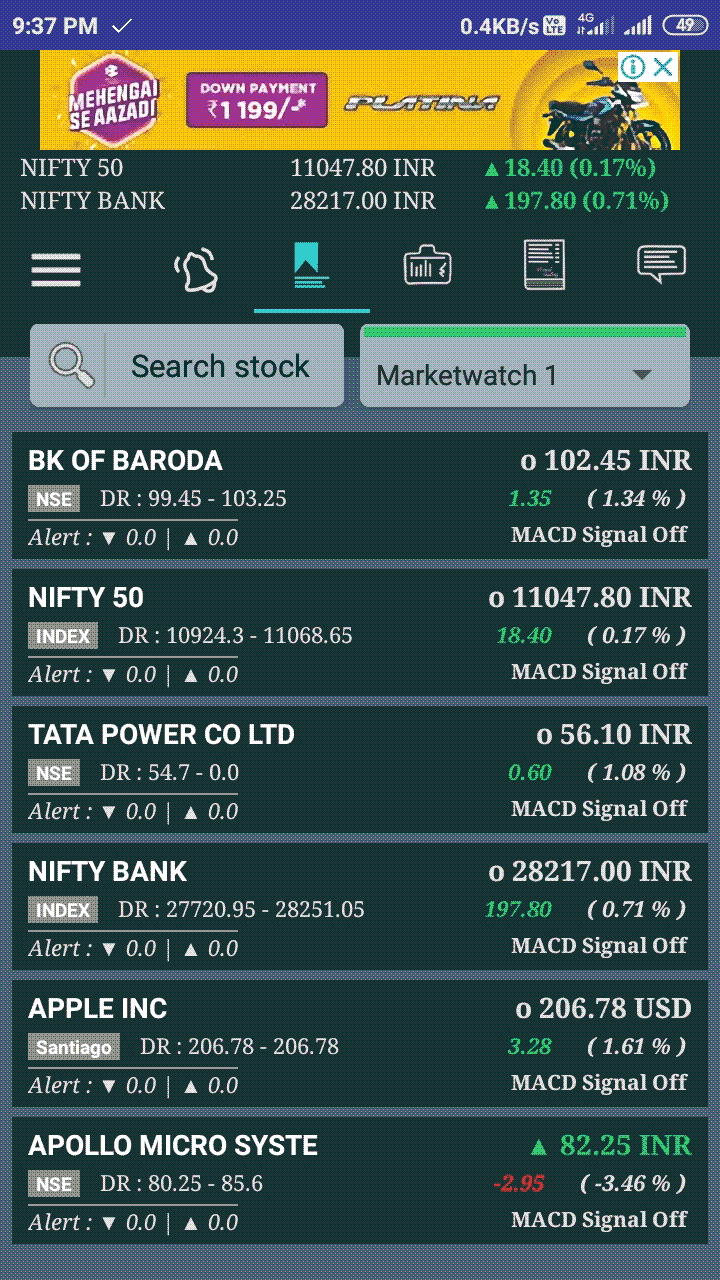 9:37 PM 0.4KB/s Vo LTE 4G 49
MEHENGAI
SE AAZADI
DOWN PAYMENT
₹1 199/-*
PLATINA
NIFTY 50 11047.80 INR ▲18.40 (0.17%)
NIFTY BANK 28217.00 INR ▲197.80 (0.71%)
Search stock
Marketwatch 1
BK OF BARODA o 102.45 INR
NSE DR : 99.45 - 103.25 1.35 ( 1.34 % )
Alert : ▼ 0.0 | ▲ 0.0 MACD Signal Off
NIFTY 50 o 11047.80 INR
INDEX DR : 10924.3 - 11068.65 18.40 ( 0.17 % )
Alert : ▼ 0.0 | ▲ 0.0 MACD Signal Off
TATA POWER CO LTD o 56.10 INR
NSE DR : 54.7 - 0.0 0.60 ( 1.08 % )
Alert : ▼ 0.0 | ▲ 0.0 MACD Signal Off
NIFTY BANK o 28217.00 INR
INDEX DR : 27720.95 - 28251.05 197.80 ( 0.71 % )
Alert : ▼ 0.0 | ▲ 0.0 MACD Signal Off
APPLE INC o 206.78 USD
Santiago DR : 206.78 - 206.78 3.28 ( 1.61 % )
Alert : ▼ 0.0 | ▲ 0.0 MACD Signal Off
APOLLO MICRO SYSTE ▲ 82.25 INR
NSE DR : 80.25 - 85.6 -2.95 ( -3.46 % )
Alert : ▼ 0.0 | ▲ 0.0 MACD Signal Off